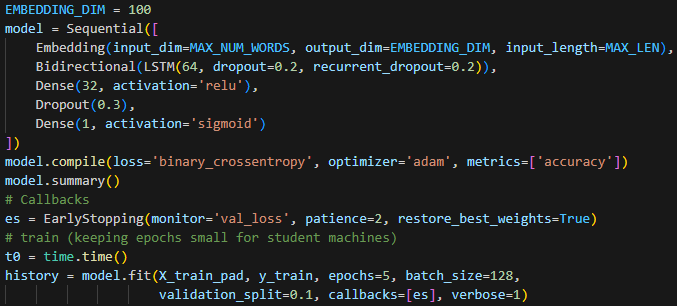 EMBEDDING_DIM = 100
model = Sequential([
    Embedding(input_dim=MAX_NUM_WORDS, output_dim=EMBEDDING_DIM, input_length=MAX_LEN),
    Bidirectional(LSTM(64, dropout=0.2, recurrent_dropout=0.2)),
    Dense(32, activation='relu'),
    Dropout(0.3),
    Dense(1, activation='sigmoid')
])
model.compile(loss='binary_crossentropy', optimizer='adam', metrics=['accuracy'])
model.summary()
# Callbacks
es = EarlyStopping(monitor='val_loss', patience=2, restore_best_weights=True)
# train (keeping epochs small for student machines)
t0 = time.time()
history = model.fit(X_train_pad, y_train, epochs=5, batch_size=128,
                    validation_split=0.1, callbacks=[es], verbose=1)